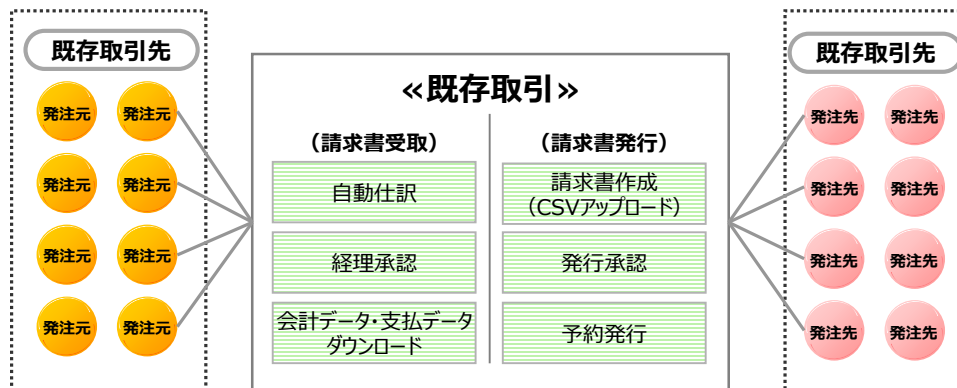 既存取引先
発注元 発注元
発注元 発注元
発注元 発注元
発注元 発注元
≪既存取引≫
(請求書受取)
自動仕訳
経理承認
会計データ・支払データ
ダウンロード
(請求書発行)
請求書作成
(CSVアップロード)
発行承認
予約発行
既存取引先
発注先 発注先
発注先 発注先
発注先 発注先
発注先 発注先